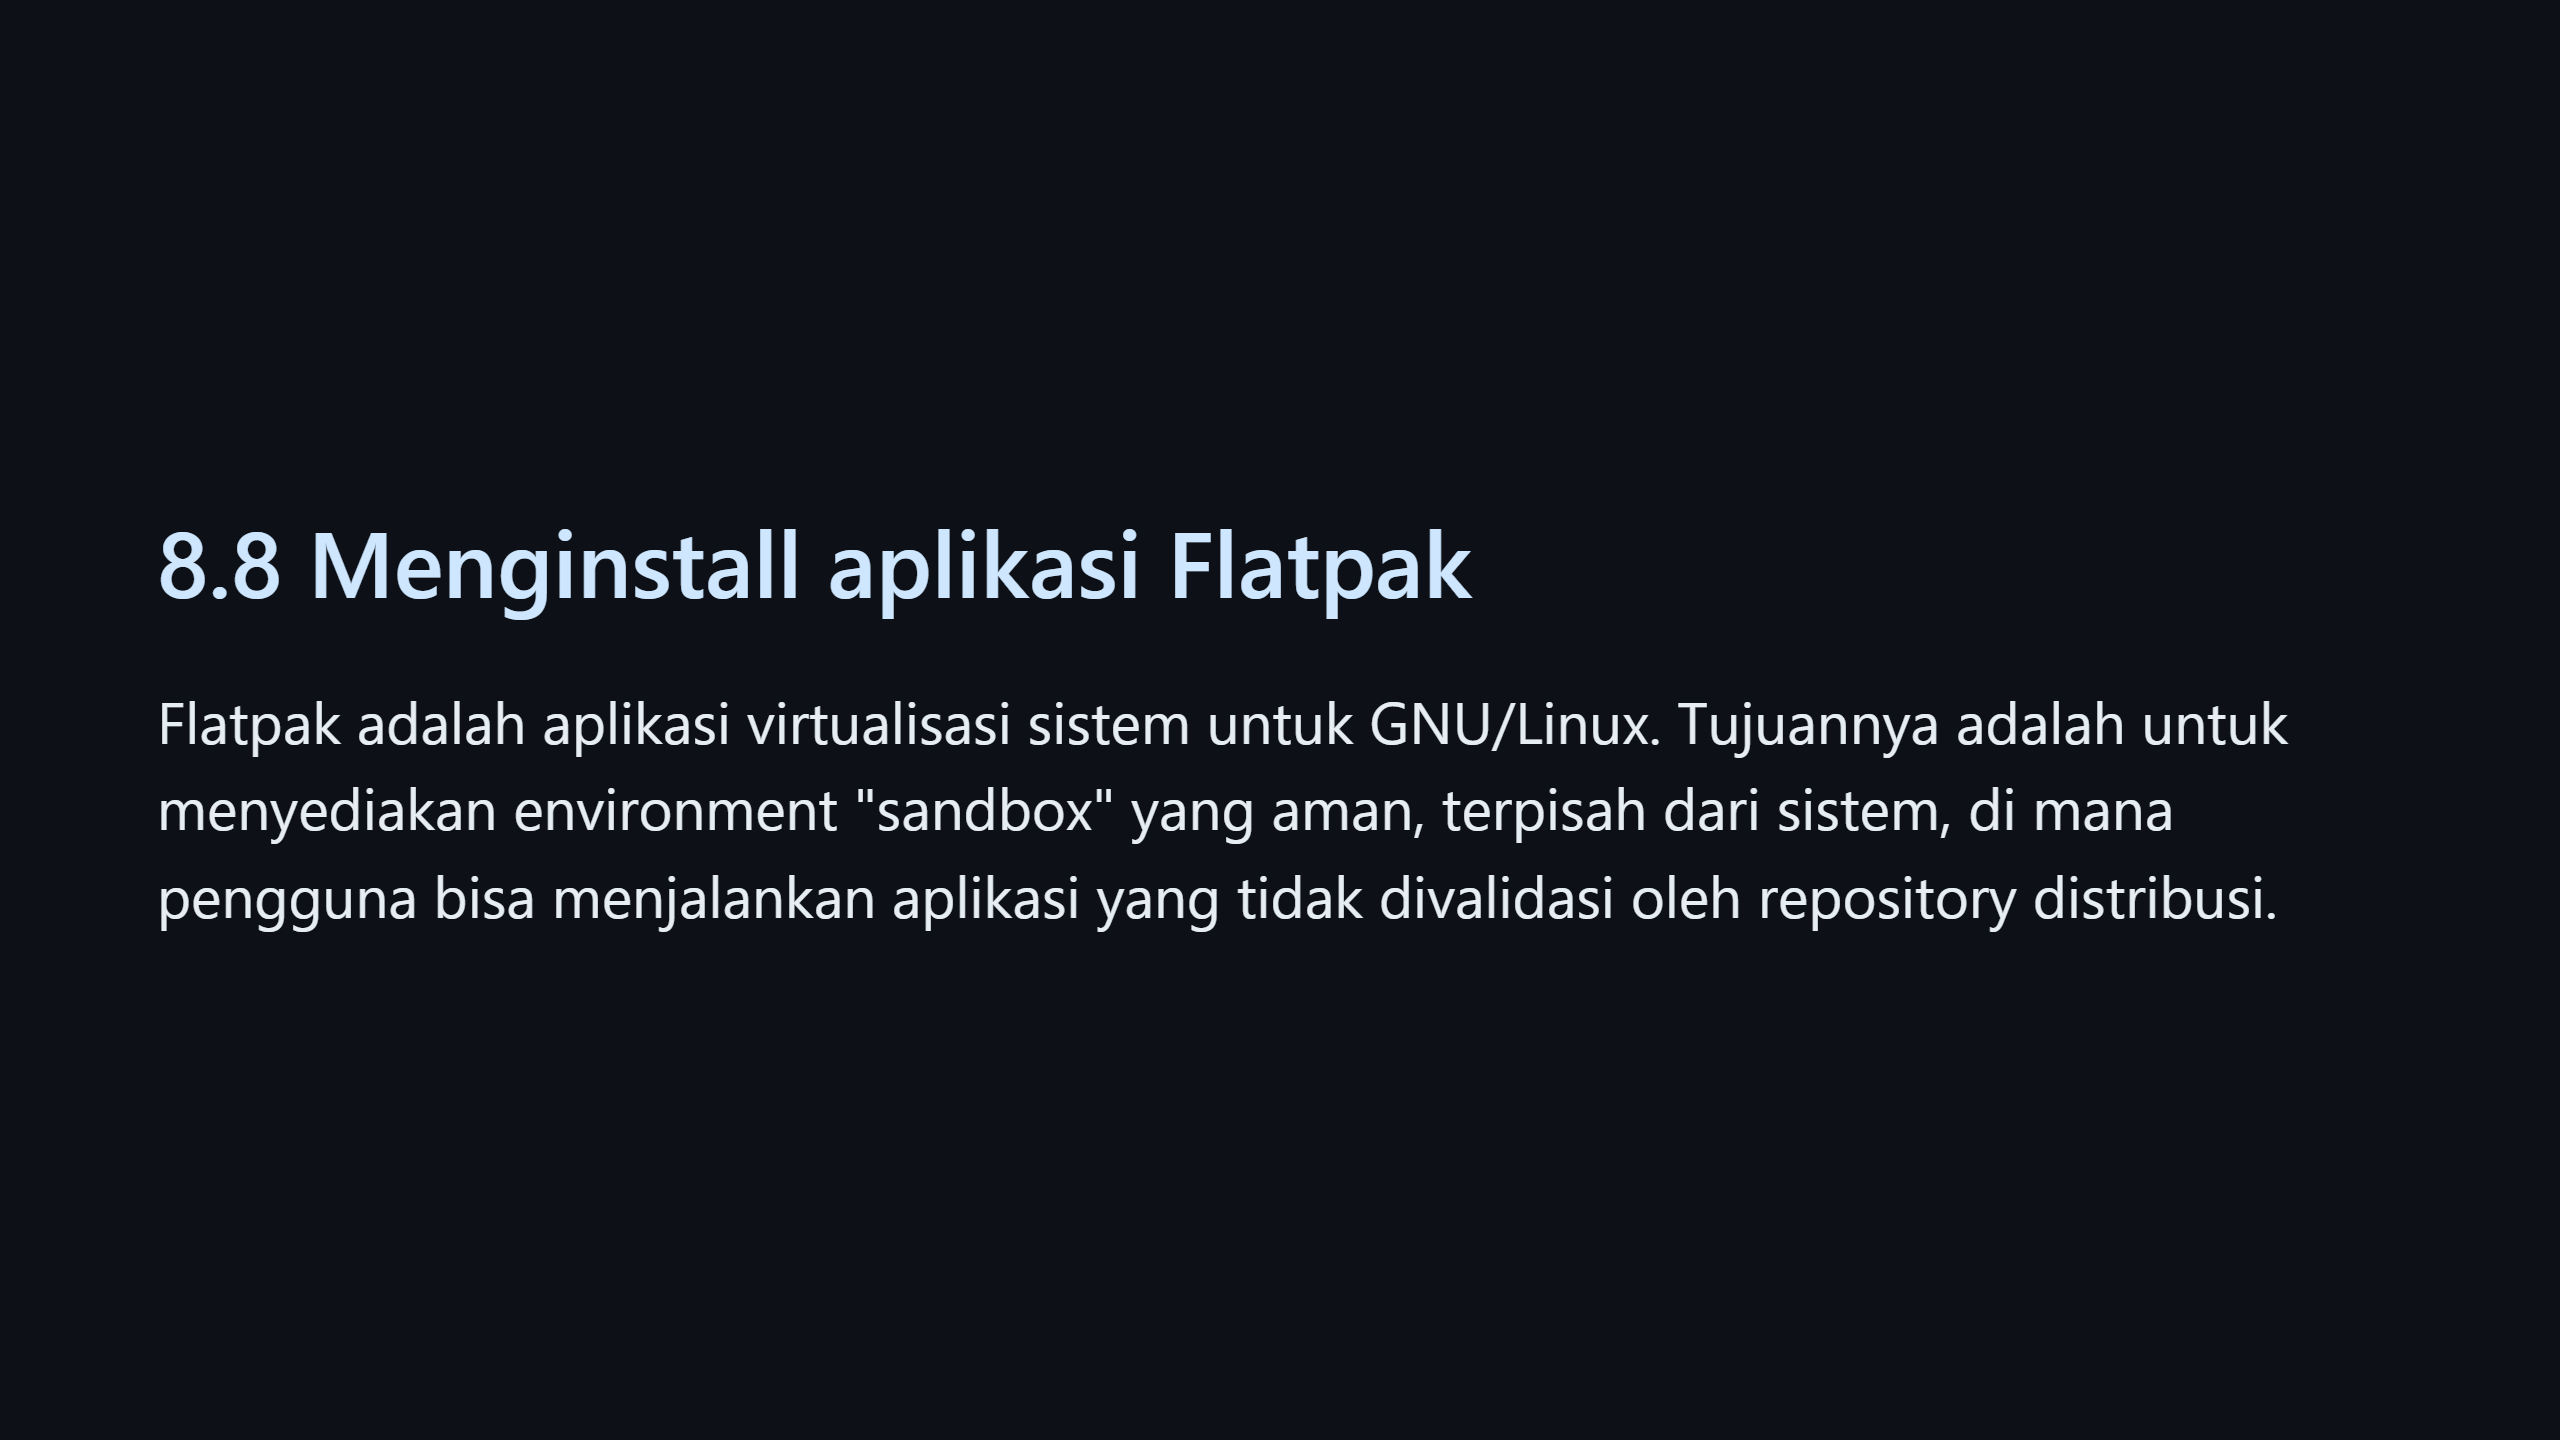 8.8 Menginstall aplikasi Flatpak
Flatpak adalah aplikasi virtualisasi sistem untuk GNU/Linux. Tujuannya adalah untuk
menyediakan environment "sandbox" yang aman, terpisah dari sistem, di mana
pengguna bisa menjalankan aplikasi yang tidak divalidasi oleh repository distribusi.